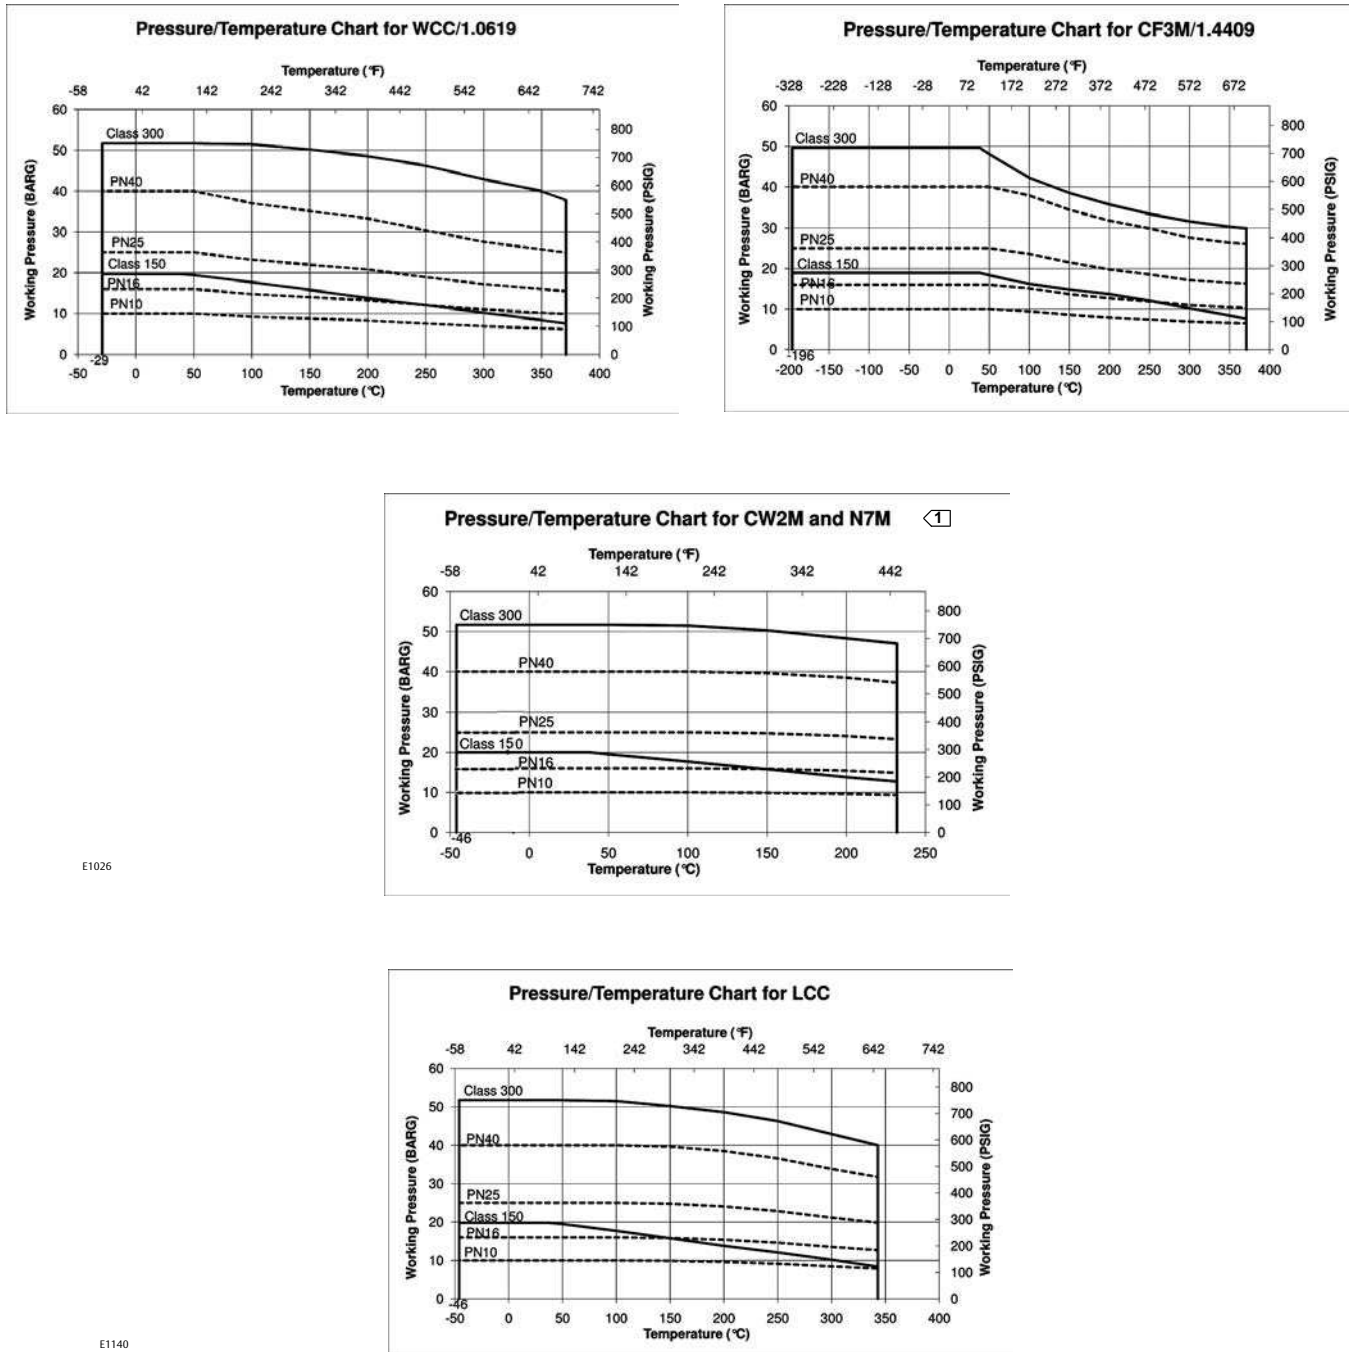 Pressure/Temperature Chart for WCC/1.0619
Temperature (°F)
-58 42 142 242 342 442 542 642 742
60 50 40 30 20 10 0
Working Pressure (BARG)
Class 300
PN40
PN25
Class 150
PN16
PN10
-29
800 700 600 500 400 300 200 100 0
Working Pressure (PSIG)
-50 0 50 100 150 200 250 300 350 400
Temperature (°C)
Pressure/Temperature Chart for CF3M/1.4409
Temperature (°F)
-328 -228 -128 -28 72 172 272 372 472 572 672
60 50 40 30 20 10 0
Working Pressure (BARG)
Class 300
PN40
PN25
Class 150
PN16
PN10
-196
800 700 600 500 400 300 200 100 0
Working Pressure (PSIG)
-200 -150 -100 -50 0 50 100 150 200 250 300 350 400
Temperature (°C)
Pressure/Temperature Chart for CW2M and N7M 1
Temperature (°F)
-58 42 142 242 342 442
60 50 40 30 20 10 0
Working Pressure (BARG)
Class 300
PN40
PN25
Class 150
PN16
PN10
-46
800 700 600 500 400 300 200 100 0
Working Pressure (PSIG)
-50 0 50 100 150 200 250
Temperature (°C)
E1026
Pressure/Temperature Chart for LCC
Temperature (°F)
-58 42 142 242 342 442 542 642 742
60 50 40 30 20 10 0
Working Pressure (BARG)
Class 300
PN40
PN25
Class 150
PN16
PN10
-46
800 700 600 500 400 300 200 100 0
Working Pressure (PSIG)
-50 0 50 100 150 200 250 300 350 400
Temperature (°C)
E1140